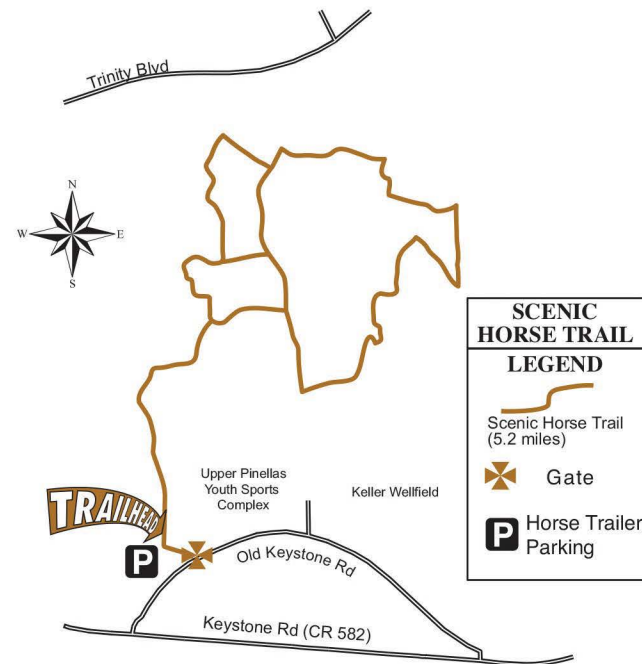 Trinity Blvd
N
W
E
S
SCENIC
HORSE TRAIL
LEGEND
Scenic Horse Trail
(5.2 miles)
Gate
P
Horse Trailer
Parking
Upper Pinellas
Youth Sports
Complex
Keller Wellfield
TRAILHEAD
P
Old Keystone Rd
Keystone Rd (CR 582)